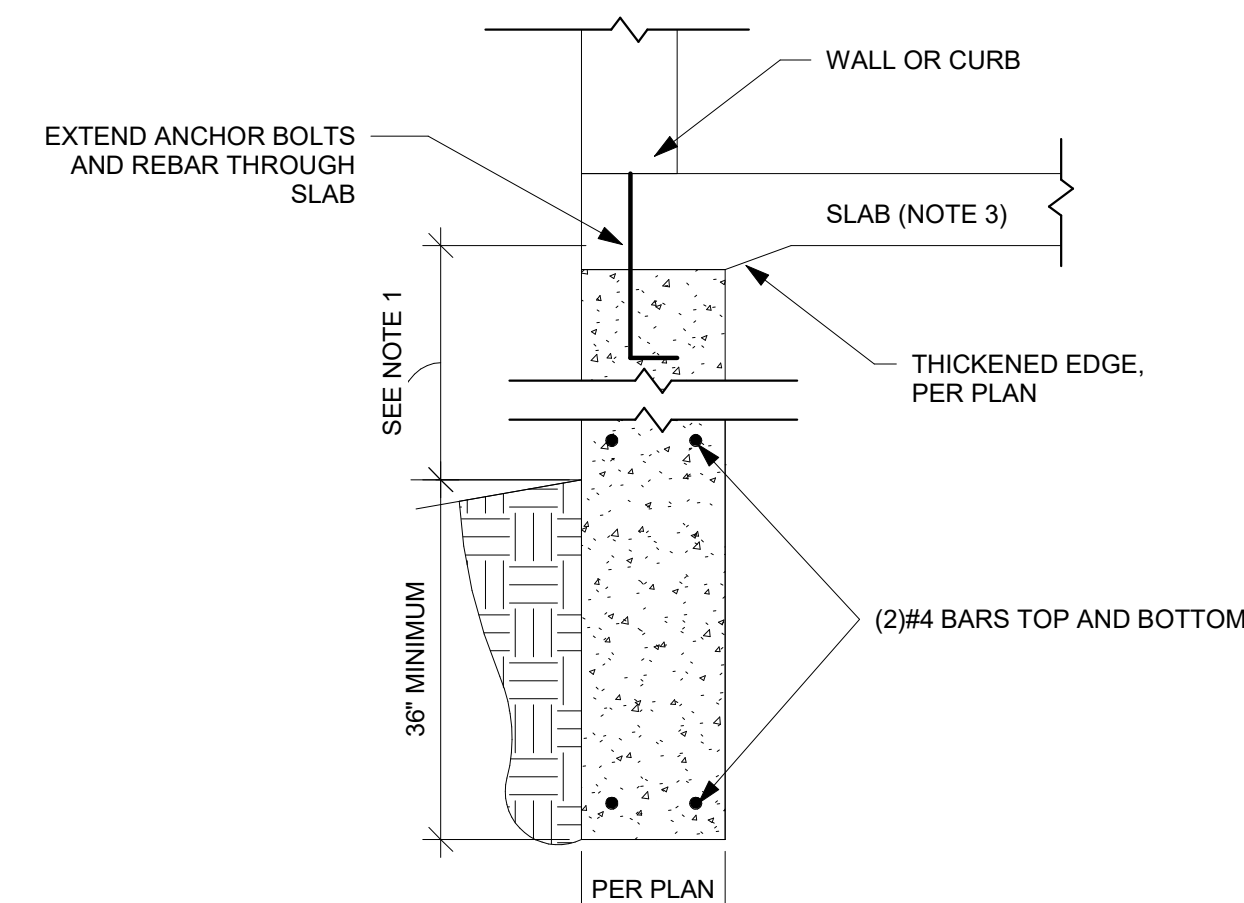 WALL OR CURB
EXTEND ANCHOR BOLTS
AND REBAR THROUGH
SLAB
SLAB (NOTE 3)
SEE NOTE 1
THICKENED EDGE,
PER PLAN
36" MINIMUM
(2)#4 BARS TOP AND BOTTOM
PER PLAN